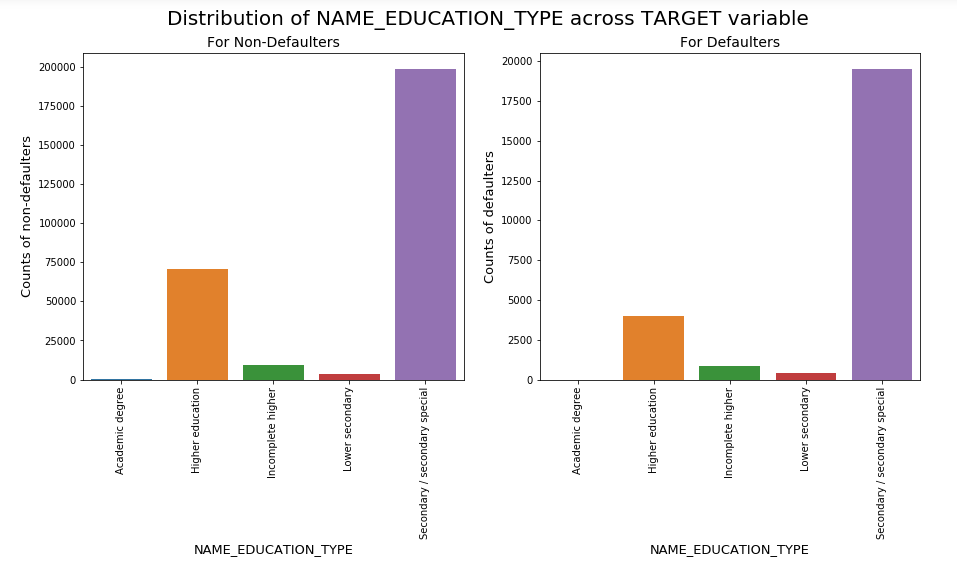 Distribution of NAME_EDUCATION_TYPE across TARGET variable
For Non-Defaulters
Counts of non-defaulters
200000
175000
150000
125000
100000
75000
50000
25000
0
Academic degree
Higher education
Incomplete higher
Lower secondary
Secondary / secondary special
NAME_EDUCATION_TYPE
For Defaulters
Counts of defaulters
20000
17500
15000
12500
10000
7500
5000
2500
0
Academic degree
Higher education
Incomplete higher
Lower secondary
Secondary / secondary special
NAME_EDUCATION_TYPE